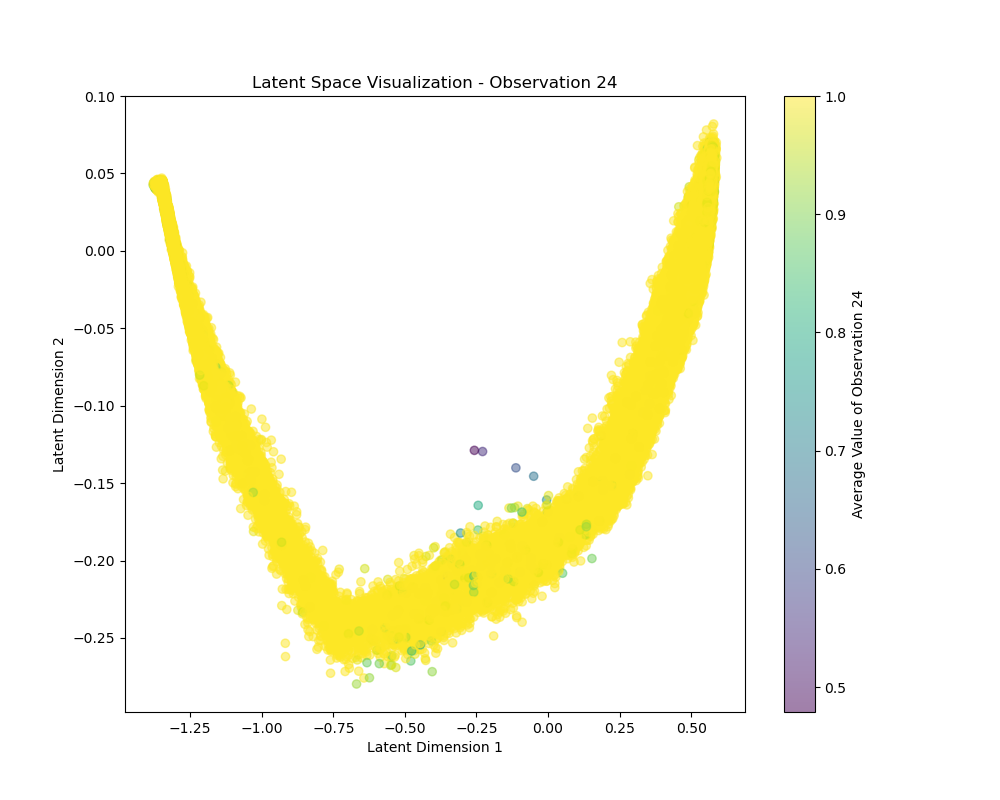 Latent Space Visualization - Observation 24
0.10
0.05
0.00
−0.05
−0.10
−0.15
−0.20
−0.25
Latent Dimension 2
−1.25 −1.00 −0.75 −0.50 −0.25 0.00 0.25 0.50
Latent Dimension 1
1.0
0.9
0.8
0.7
0.6
0.5
Average Value of Observation 24